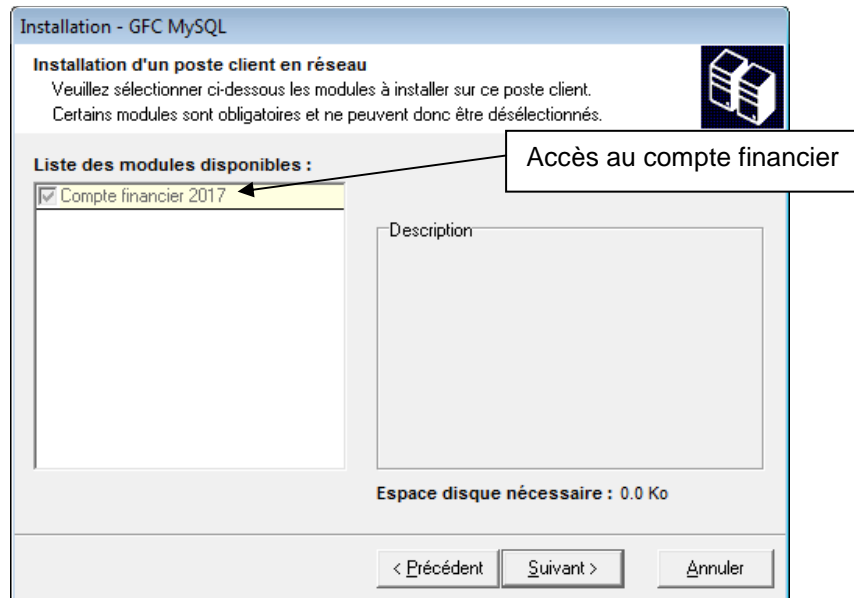 Installation - GFC MySQL
Installation d'un poste client en réseau
Veuillez sélectionner ci-dessous les modules à installer sur ce poste client.
Certains modules sont obligatoires et ne peuvent donc être désélectionnés.
Accès au compte financier
Liste des modules disponibles :
Compte financier 2017
Description
Espace disque nécessaire : 0.0 Ko
< Précédent
Suivant >
Annuler